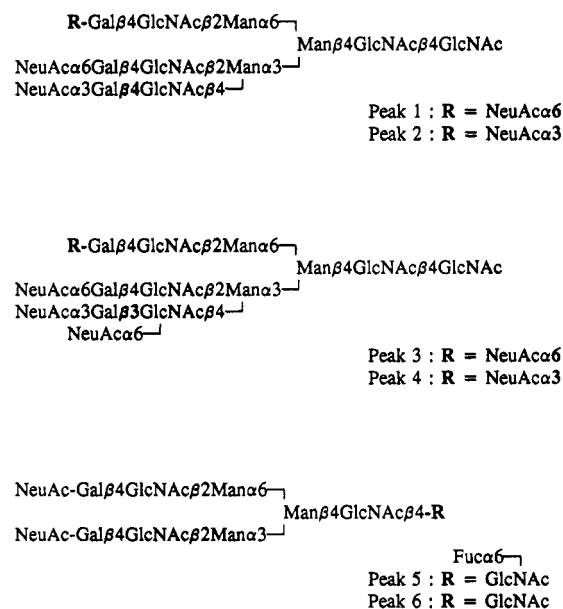 R-Galβ4GlcNAcβ2Manα6
Manβ4GlcNAcβ4GlcNAc
NeuAcα6Galβ4GlcNAcβ2Manα3
NeuAcα3Galβ4GlcNAcβ4
Peak 1 : R = NeuAcα6
Peak 2 : R = NeuAcα3
R-Galβ4GlcNAcβ2Manα6
Manβ4GlcNAcβ4GlcNAc
NeuAcα6Galβ4GlcNAcβ2Manα3
NeuAcα3Galβ3GlcNAcβ4
NeuAcα6
Peak 3 : R = NeuAcα6
Peak 4 : R = NeuAcα3
NeuAc-Galβ4GlcNAcβ2Manα6
Manβ4GlcNAcβ4-R
NeuAc-Galβ4GlcNAcβ2Manα3
Fucα6
Peak 5 : R = GlcNAc
Peak 6 : R = GlcNAc